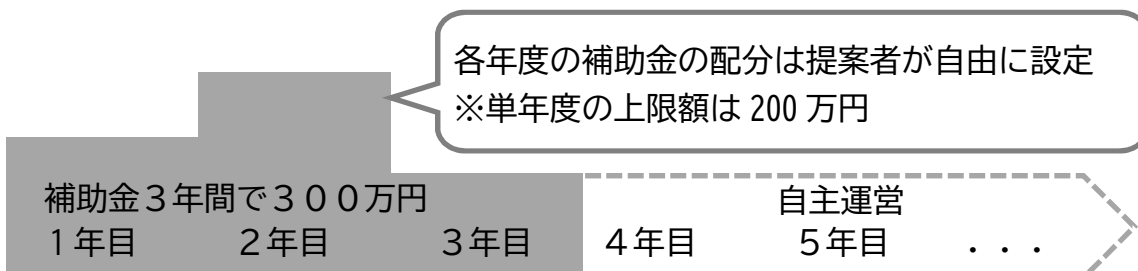 各年度の補助金の配分は提案者が自由に設定
※単年度の上限額は 200 万円
補助金３年間で３００万円
自主運営
１年目 ２年目 ３年目 ４年目 ５年目 ．．．